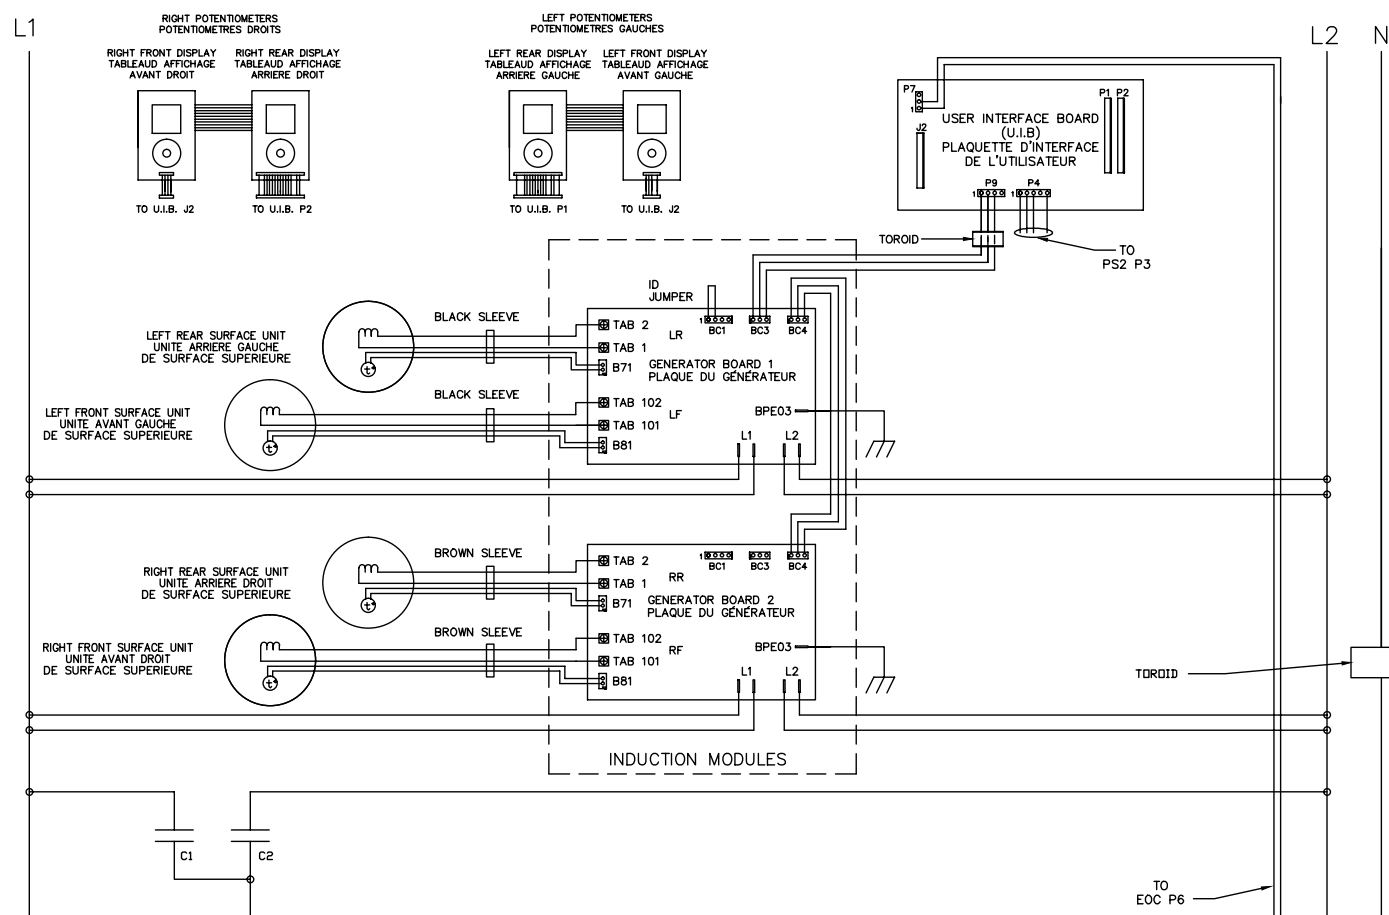 L1
RIGHT POTENTIOMETERS
POTENTIOMETRES DROITS
RIGHT FRONT DISPLAY
TABLEAUD AFFICHAGE
AVANT DROIT
RIGHT REAR DISPLAY
TABLEAUD AFFICHAGE
ARRIERE DROIT
TO U.I.B. J2
TO U.I.B. P2
LEFT POTENTIOMETERS
POTENTIOMETRES GAUCHES
LEFT REAR DISPLAY
TABLEAUD AFFICHAGE
ARRIERE GAUCHE
LEFT FRONT DISPLAY
TABLEAUD AFFICHAGE
AVANT GAUCHE
TO U.I.B. P1
TO U.I.B. J2
L2
N
P7
1
J2
P1 P2
USER INTERFACE BOARD
(U.I.B)
PLAQUETTE D'INTERFACE
DE L'UTILISATEUR
P9
1
P4
1
TOROID
TO
PS2 P3
ID
JUMPER
1
BC1
BC3
BC4
LEFT REAR SURFACE UNIT
UNITE ARRIERE GAUCHE
DE SURFACE SUPERIEURE
t°
BLACK SLEEVE
TAB 2
LR
TAB 1
B71
GENERATOR BOARD 1
PLAQUE DU GÉNÉRATEUR
LEFT FRONT SURFACE UNIT
UNITE AVANT GAUCHE
DE SURFACE SUPERIEURE
t°
BLACK SLEEVE
TAB 102
LF
TAB 101
B81
BPE03
L1
L2
1
BC1
BC3
BC4
RIGHT REAR SURFACE UNIT
UNITE ARRIERE DROIT
DE SURFACE SUPERIEURE
t°
BROWN SLEEVE
TAB 2
RR
TAB 1
B71
GENERATOR BOARD 2
PLAQUE DU GÉNÉRATEUR
RIGHT FRONT SURFACE UNIT
UNITE AVANT DROIT
DE SURFACE SUPERIEURE
t°
BROWN SLEEVE
TAB 102
RF
TAB 101
B81
BPE03
L1
L2
TOROID
INDUCTION MODULES
C1
C2
TO
EOC P6